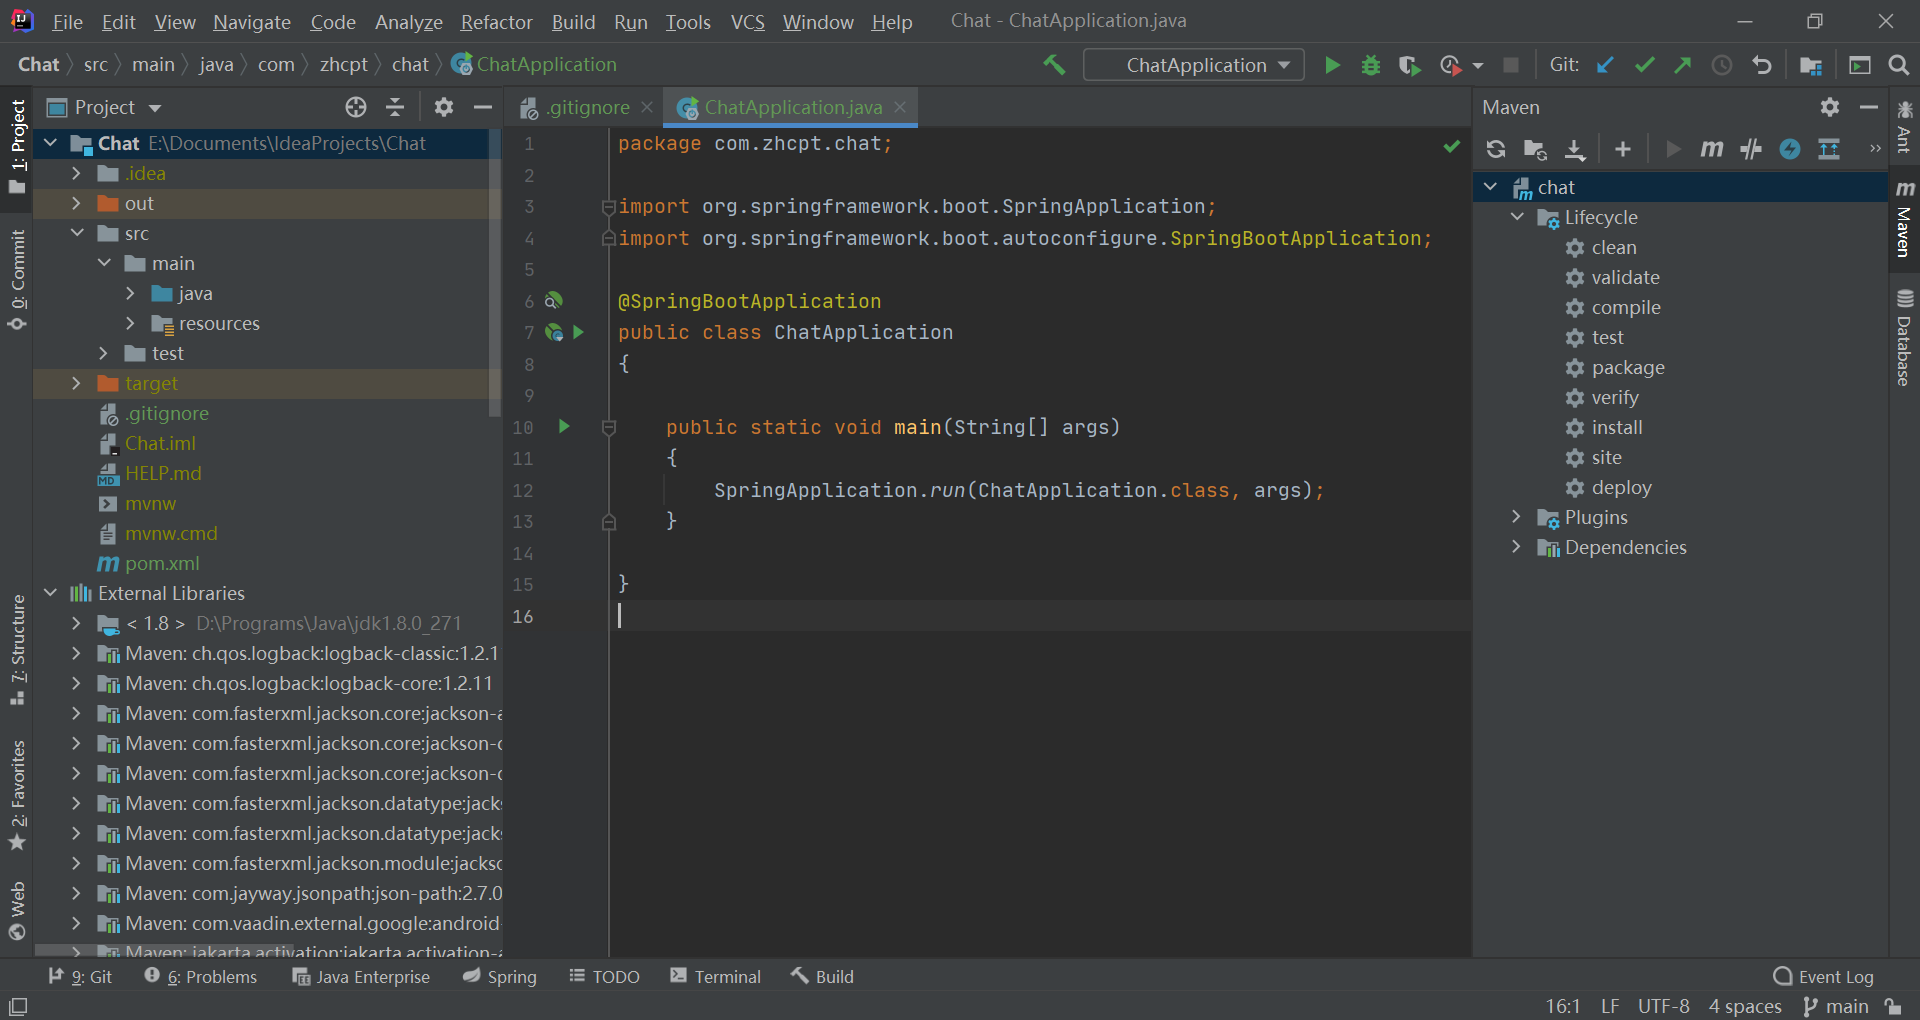 File Edit View Navigate Code Analyze Refactor Build Run Tools VCS Window Help Chat - ChatApplication.java
Chat src main java com zhcpt chat ChatApplication ChatApplication Git:
Project
.gitignore ChatApplication.java
Maven
1: Project
0: Commit
7: Structure
2: Favorites
Web
Chat E:\Documents\IdeaProjects\Chat
.idea
out
src
main
java
resources
test
target
.gitignore
Chat.iml
HELP.md
mvnw
mvnw.cmd
pom.xml
External Libraries
< 1.8 > D:\Programs\Java\jdk1.8.0_271
Maven: ch.qos.logback:logback-classic:1.2.1
Maven: ch.qos.logback:logback-core:1.2.11
Maven: com.fasterxml.jackson.core:jackson-a
Maven: com.fasterxml.jackson.core:jackson-c
Maven: com.fasterxml.jackson.core:jackson-c
Maven: com.fasterxml.jackson.datatype:jacks
Maven: com.fasterxml.jackson.datatype:jacks
Maven: com.fasterxml.jackson.module:jackso
Maven: com.jayway.jsonpath:json-path:2.7.0
Maven: com.vaadin.external.google:android-
Maven: jakarta.activation:jakarta.activation-a
1 package com.zhcpt.chat;
2
3 import org.springframework.boot.SpringApplication;
4 import org.springframework.boot.autoconfigure.SpringBootApplication;
5
6 @SpringBootApplication
7 public class ChatApplication
8 {
9
10 public static void main(String[] args)
11 {
12 SpringApplication.run(ChatApplication.class, args);
13 }
14
15 }
16
chat
Lifecycle
clean
validate
compile
test
package
verify
install
site
deploy
Plugins
Dependencies
Ant
Maven
Database
9: Git 6: Problems Java Enterprise Spring TODO Terminal Build Event Log
16:1 LF UTF-8 4 spaces main